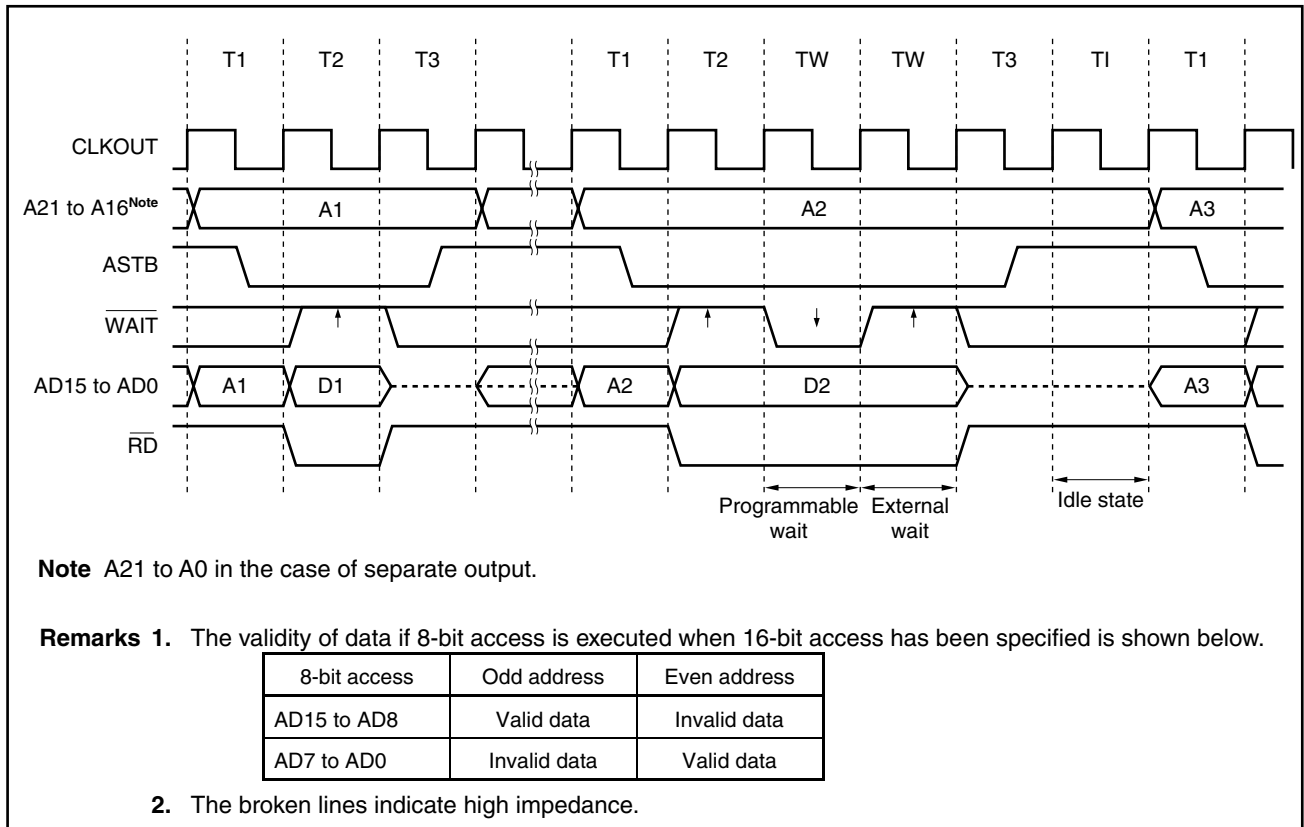 T1 T2 T3 T1 T2 TW TW T3 TI T1
CLKOUT
A21 to A16Note A1 A2 A3
ASTB
WAIT
AD15 to AD0 A1 D1 A2 D2 A3
RD
Programmable wait
External wait
Idle state
Note A21 to A0 in the case of separate output.
Remarks 1. The validity of data if 8-bit access is executed when 16-bit access has been specified is shown below.
8-bit access Odd address Even address
AD15 to AD8 Valid data Invalid data
AD7 to AD0 Invalid data Valid data
2. The broken lines indicate high impedance.